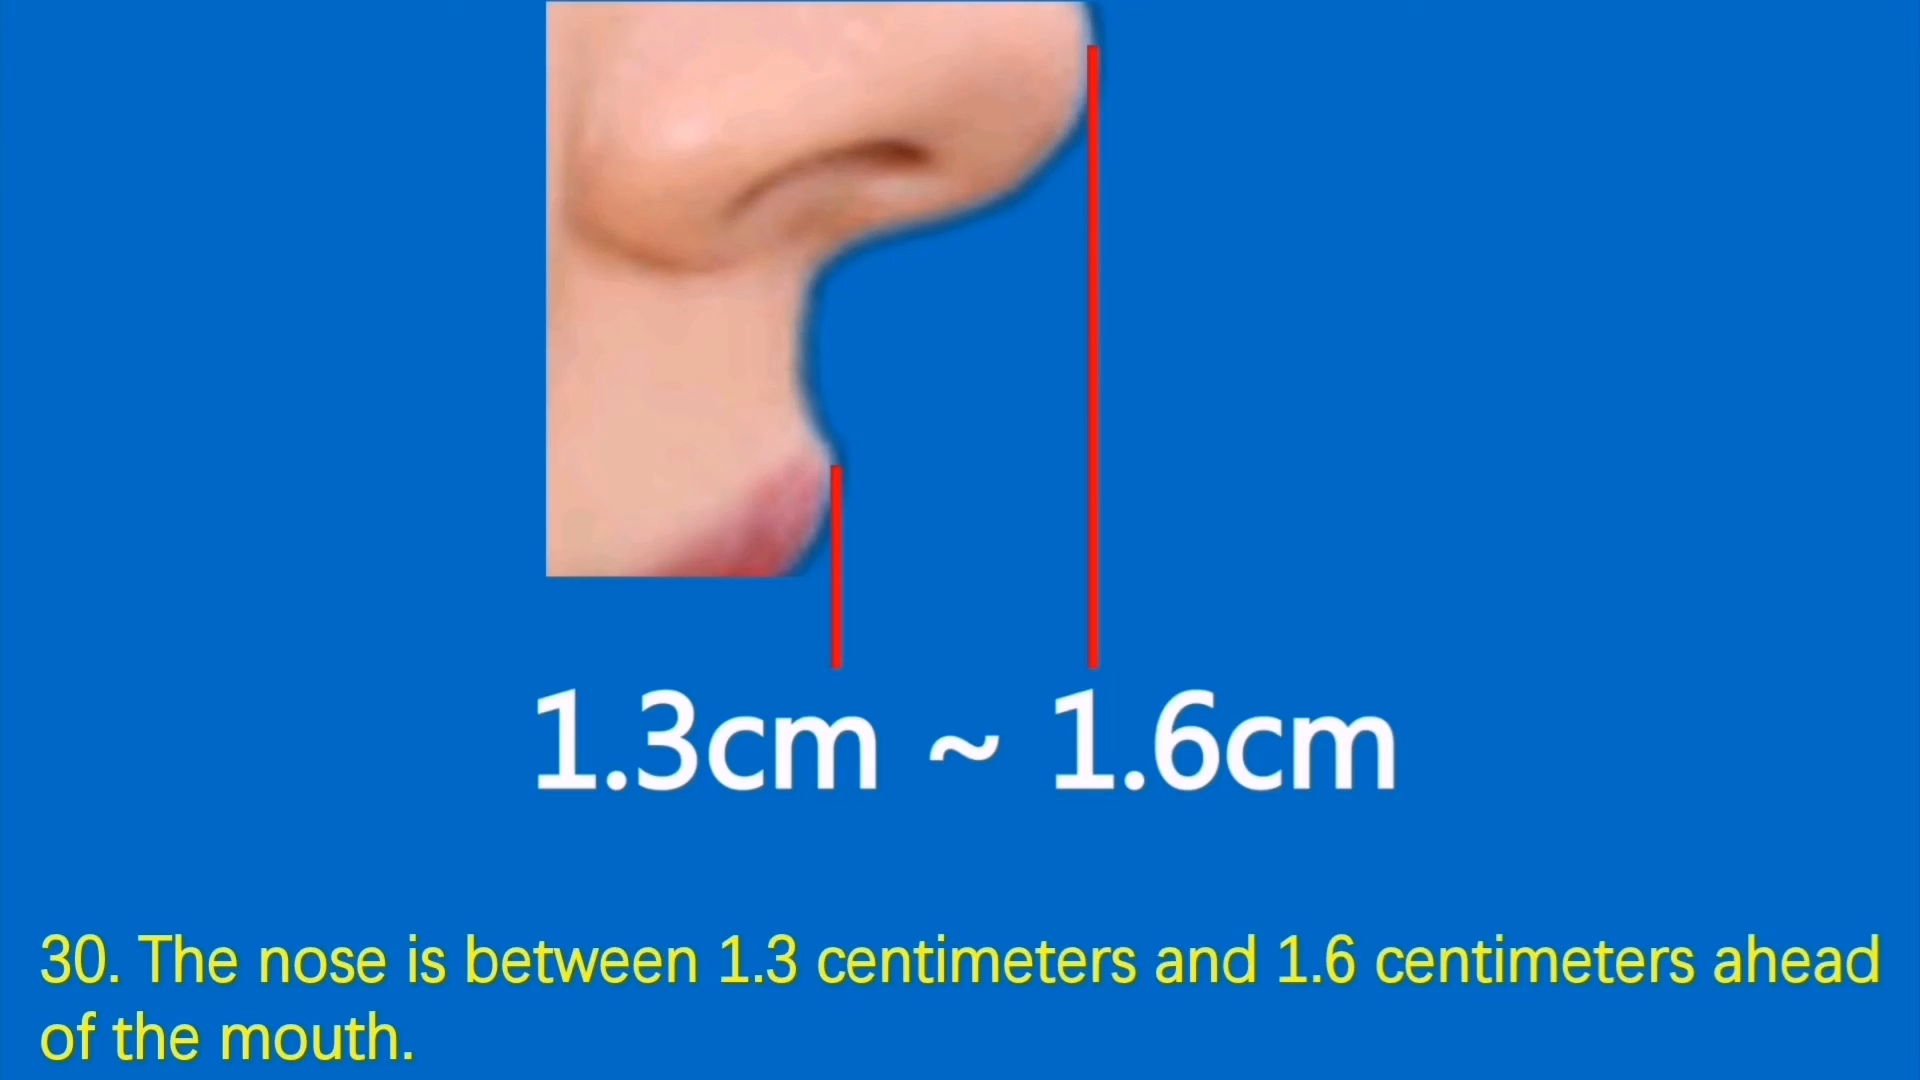 1.3cm ~ 1.6cm
30. The nose is between 1.3 centimeters and 1.6 centimeters ahead
of the mouth.